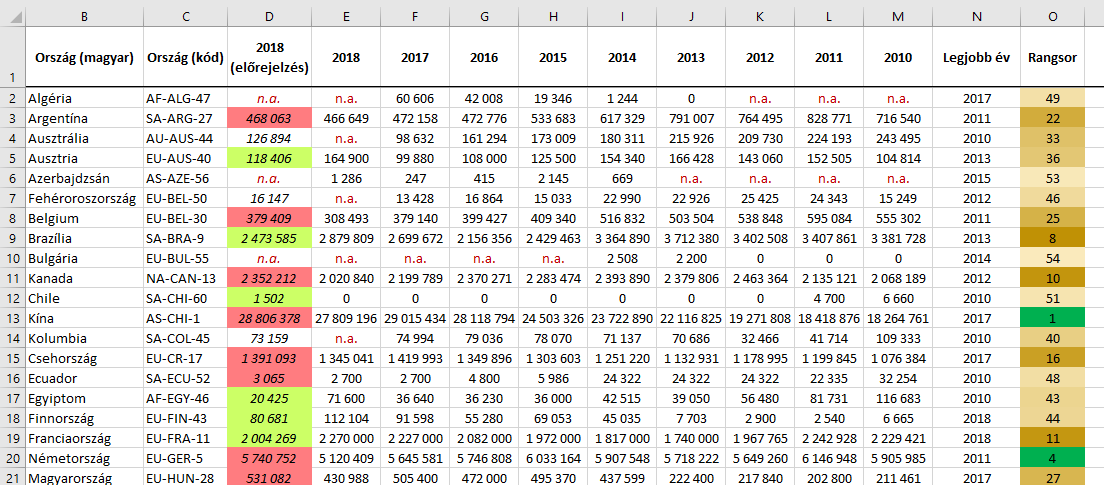 B C D E F G H I J K L M N O
1 Ország (magyar) Ország (kód) 2018 (előrejelzés) 2018 2017 2016 2015 2014 2013 2012 2011 2010 Legjobb év Rangsor
2 Algéria AF-ALG-47 n.a. n.a. 60 606 42 008 19 346 1 244 0 n.a. n.a. n.a. 2017 49
3 Argentína SA-ARG-27 468 063 466 649 472 158 472 776 533 683 617 329 791 007 764 495 828 771 716 540 2011 22
4 Ausztrália AU-AUS-44 126 894 n.a. 98 632 161 294 173 009 180 311 215 926 209 730 224 193 243 495 2010 33
5 Ausztria EU-AUS-40 118 406 164 900 99 880 108 000 125 500 154 340 166 428 143 060 152 505 104 814 2013 36
6 Azerbajdzsán AS-AZE-56 n.a. 1 286 247 415 2 145 669 n.a. n.a. n.a. n.a. 2015 53
7 Fehéroroszország EU-BEL-50 16 147 n.a. 13 428 16 864 15 033 22 990 22 926 25 425 24 343 15 249 2012 46
8 Belgium EU-BEL-30 379 409 308 493 379 140 399 427 409 340 516 832 503 504 538 848 595 084 555 302 2011 25
9 Brazília SA-BRA-9 2 473 585 2 879 809 2 699 672 2 156 356 2 429 463 3 364 890 3 712 380 3 402 508 3 407 861 3 381 728 2013 8
10 Bulgária EU-BUL-55 n.a. n.a. n.a. n.a. n.a. 2 508 2 200 0 0 0 2014 54
11 Kanada NA-CAN-13 2 352 212 2 020 840 2 199 789 2 370 271 2 283 474 2 393 890 2 379 806 2 463 364 2 135 121 2 068 189 2012 10
12 Chile SA-CHI-60 1 502 0 0 0 0 0 0 0 4 700 6 660 2010 51
13 Kína AS-CHI-1 28 806 378 27 809 196 29 015 434 28 118 794 24 503 326 23 722 890 22 116 825 19 271 808 18 418 876 18 264 761 2017 1
14 Kolumbia SA-COL-45 73 159 n.a. 74 994 79 036 78 070 71 137 70 686 32 466 41 714 109 333 2010 40
15 Csehország EU-CR-17 1 391 093 1 345 041 1 419 993 1 349 896 1 303 603 1 251 220 1 132 931 1 178 995 1 199 845 1 076 384 2017 16
16 Ecuador SA-ECU-52 3 065 2 700 2 700 4 800 5 986 24 322 24 322 24 322 22 335 32 254 2010 48
17 Egyiptom AF-EGY-46 20 425 71 600 36 640 36 230 36 000 42 515 39 050 56 480 81 731 116 683 2010 43
18 Finnország EU-FIN-43 80 681 112 104 91 598 55 280 69 053 45 035 7 703 2 900 2 540 6 665 2018 44
19 Franciaország EU-FRA-11 2 004 269 2 270 000 2 227 000 2 082 000 1 972 000 1 817 000 1 740 000 1 967 765 2 242 928 2 229 421 2018 11
20 Németország EU-GER-5 5 740 752 5 120 409 5 645 581 5 746 808 6 033 164 5 907 548 5 718 222 5 649 260 6 146 948 5 905 985 2011 4
21 Magyarország EU-HUN-28 531 082 430 988 505 400 472 000 495 370 437 599 222 400 217 840 202 800 211 461 2017 27